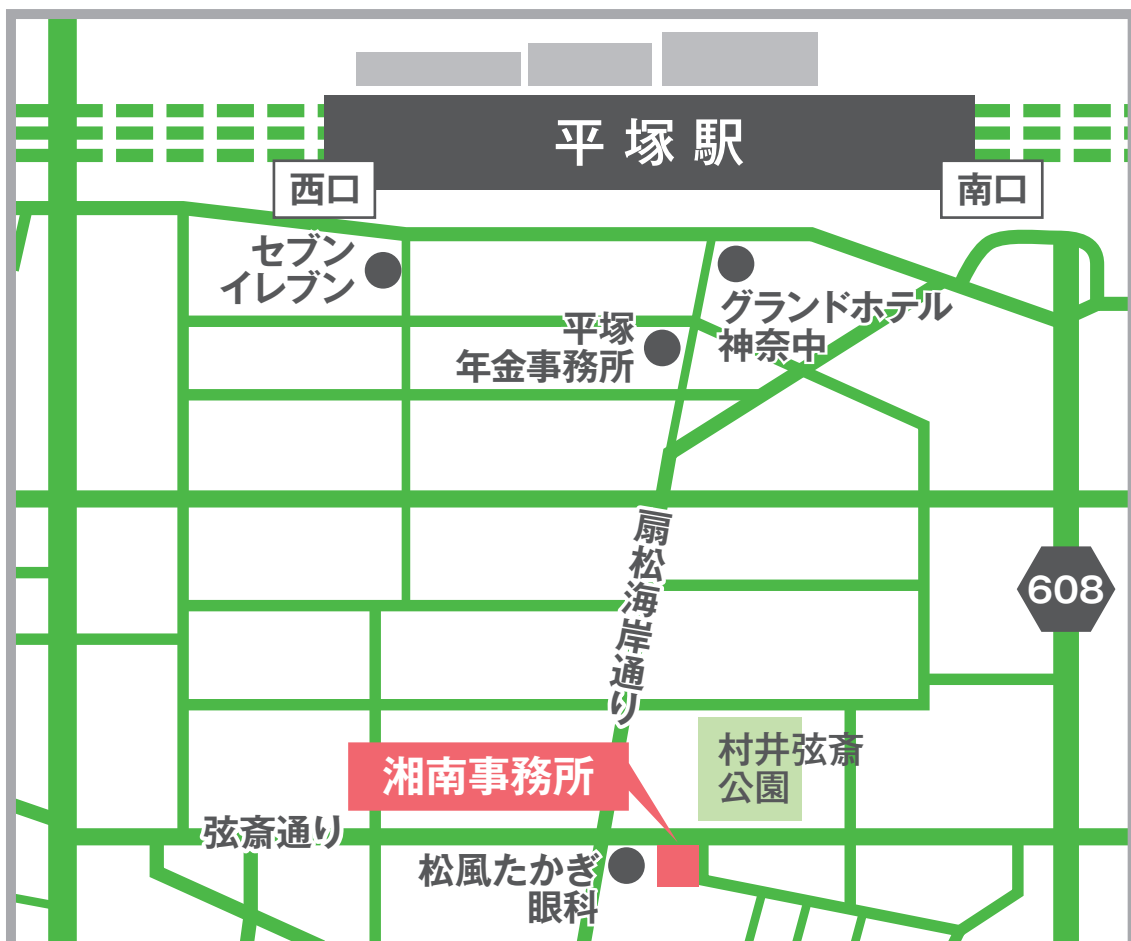 平塚駅
西口
南口
セブン
イレブン
グランドホテル
神奈中
平塚
年金事務所
扇松海岸通り
608
村井弦斎
公園
湘南事務所
弦斎通り
松風たかぎ
眼科